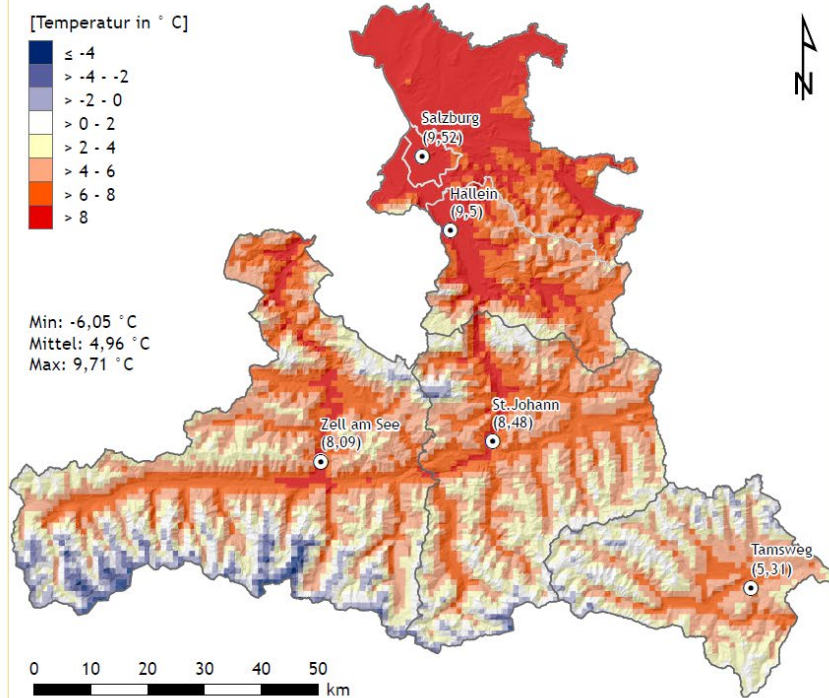 [Temperatur in ° C]
≤ -4
> -4 - -2
> -2 - 0
> 0 - 2
> 2 - 4
> 4 - 6
> 6 - 8
> 8
N
Salzburg
(9,52)
Hallein
(9,5)
Min: -6,05 °C
Mittel: 4,96 °C
Max: 9,71 °C
St.Johann
(8,48)
Zell am See
(8,09)
Tamsweg
(5,31)
0 10 20 30 40 50
km